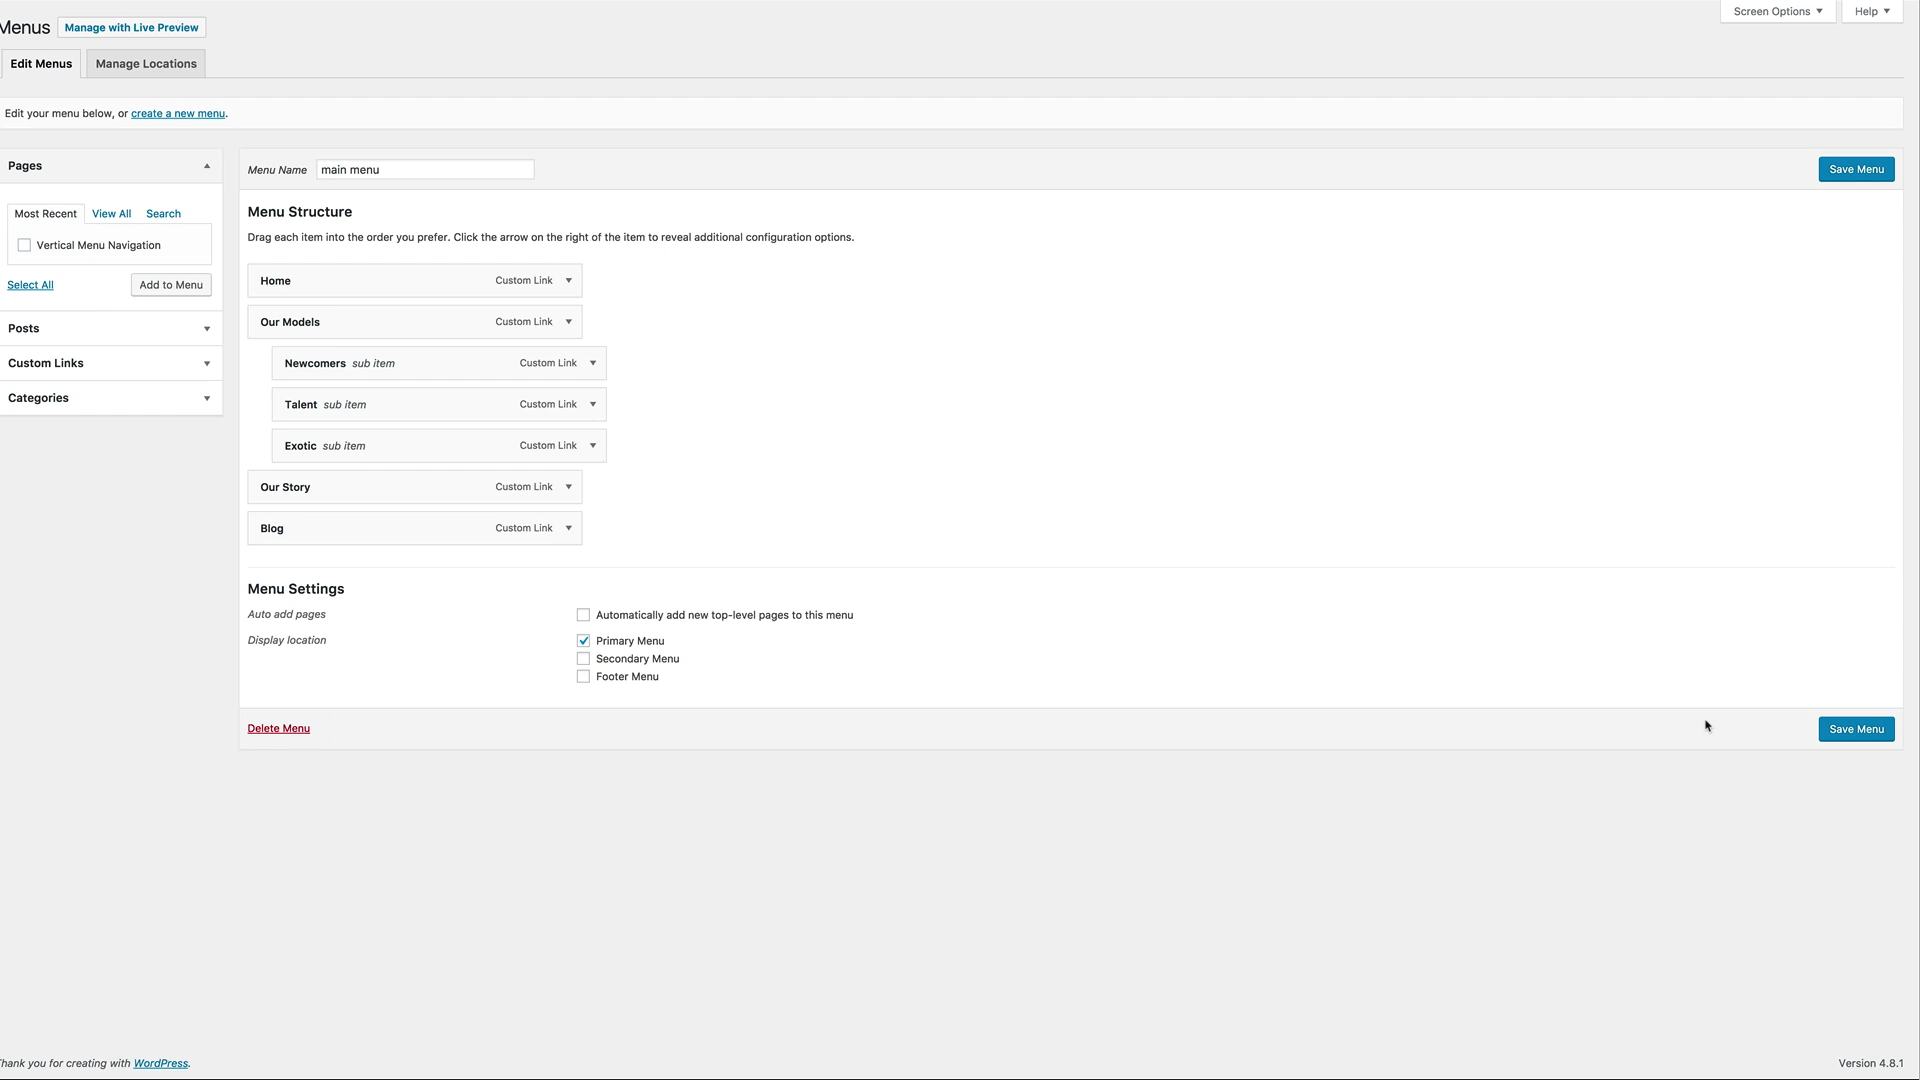 Screen Options ▼ Help ▼
Menus Manage with Live Preview
Edit Menus Manage Locations
Edit your menu below, or create a new menu.
Pages
Most Recent View All Search
Vertical Menu Navigation
Select All Add to Menu
Posts
Custom Links
Categories
Menu Name main menu Save Menu
Menu Structure
Drag each item into the order you prefer. Click the arrow on the right of the item to reveal additional configuration options.
Home Custom Link
Our Models Custom Link
Newcomers sub item Custom Link
Talent sub item Custom Link
Exotic sub item Custom Link
Our Story Custom Link
Blog Custom Link
Menu Settings
Auto add pages Automatically add new top-level pages to this menu
Display location Primary Menu
Secondary Menu
Footer Menu
Delete Menu Save Menu
Thank you for creating with WordPress. Version 4.8.1